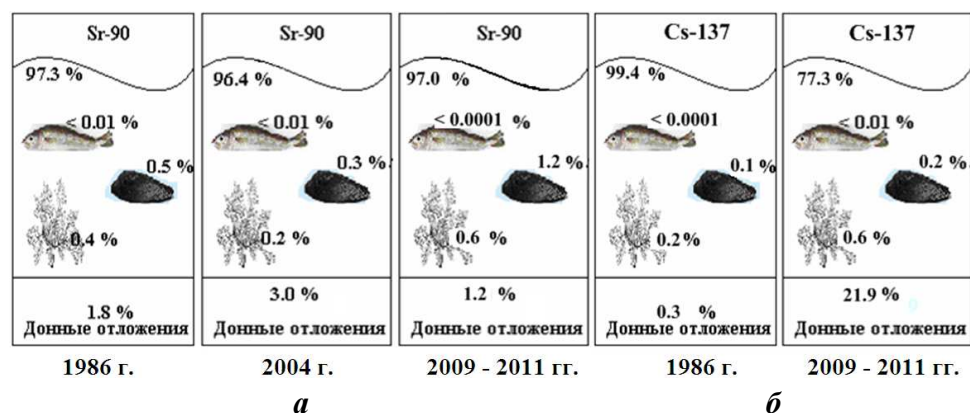 Sr-90
97.3 %
< 0.01 %
0.5 %
0.4 %
1.8 %
Донные отложения
1986 г.
Sr-90
96.4 %
< 0.01 %
0.3 %
0.2 %
3.0 %
Донные отложения
2004 г.
Sr-90
97.0 %
< 0.0001 %
1.2 %
0.6 %
1.2 %
Донные отложения
2009 - 2011 гг.
а
Cs-137
99.4 %
< 0.0001
0.1 %
0.2 %
0.3 %
Донные отложения
1986 г.
Cs-137
77.3 %
< 0.01 %
0.2 %
0.6 %
21.9 %
Донные отложения
2009 - 2011 гг.
б